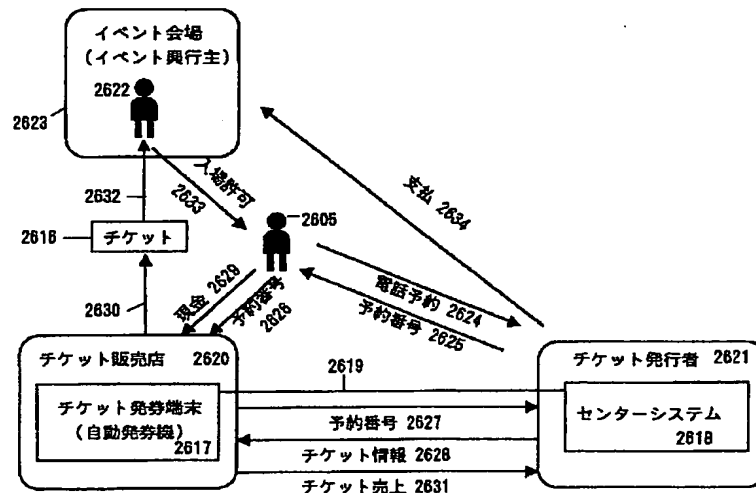 イベント会場
（イベント興行主）
2622
2623
2632
入場許可
2633
2616
チケット
2605
支払 2634
2630
現金 2629
予約番号
2626
電話予約 2624
予約番号 2625
チケット販売店 2620
2619
チケット発行者 2621
チケット発券端末
（自動発券機）
2617
予約番号 2627
センターシステム
2618
チケット情報 2628
チケット売上 2631